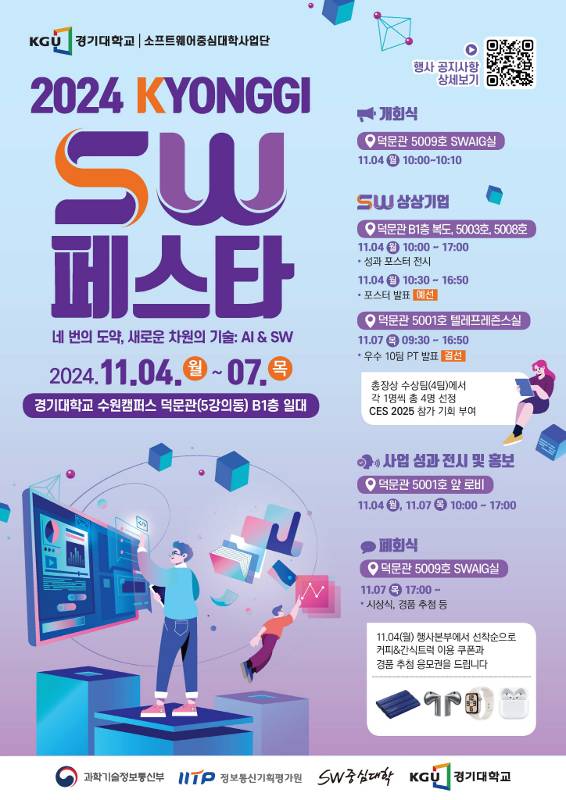 KGU 경기대학교 | 소프트웨어중심대학사업단
행사 공지사항
상세보기
2024 KYONGGI
SW
페스타
네 번의 도약, 새로운 차원의 기술: AI & SW
2024. 11.04. 월 ~ 07. 목
경기대학교 수원캠퍼스 덕문관(5강의동) B1층 일대
개회식
덕문관 5009호 SWAIG실
11.04 월 10:00~10:10
SW 상상기업
덕문관 B1층 복도, 5003호, 5008호
11.04 월 10:00 ~ 17:00
• 성과 포스터 전시
11.04 월 10:30 ~ 16:50
• 포스터 발표 예선
덕문관 5001호 텔레프레즌스실
11.07 목 09:30 ~ 16:50
• 우수 10팀 PT 발표 결선
총장상 수상팀(4팀)에서
각 1명씩 총 4명 선정
CES 2025 참가 기회 부여
사업 성과 전시 및 홍보
덕문관 5001호 앞 로비
11.04 월, 11.07 목 10:00 ~ 17:00
폐회식
덕문관 5009호 SWAIG실
11.07 목 17:00 ~
• 시상식, 경품 추첨 등
11.04(월) 행사본부에서 선착순으로
커피&간식트럭 이용 쿠폰과
경품 추첨 응모권을 드립니다
과학기술정보통신부
IITP 정보통신기획평가원
SW중심대학
KGU 경기대학교